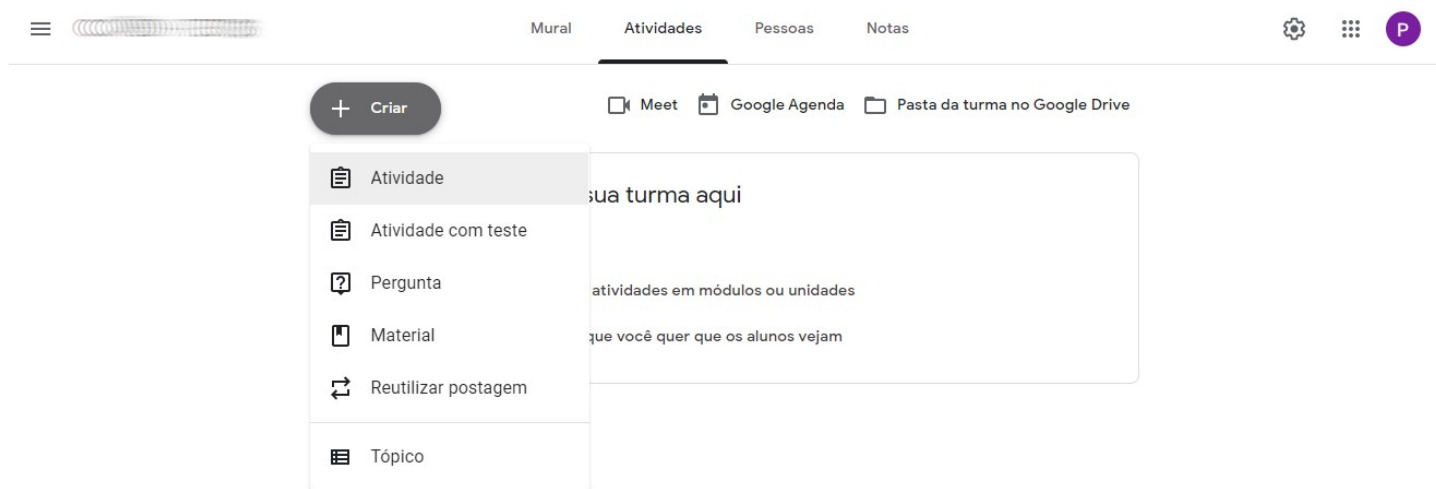 Mural Atividades Pessoas Notas P
Criar
Meet Google Agenda Pasta da turma no Google Drive
Atividade
sua turma aqui
Atividade com teste
Pergunta
atividades em módulos ou unidades
Material
que você quer que os alunos vejam
Reutilizar postagem
Tópico